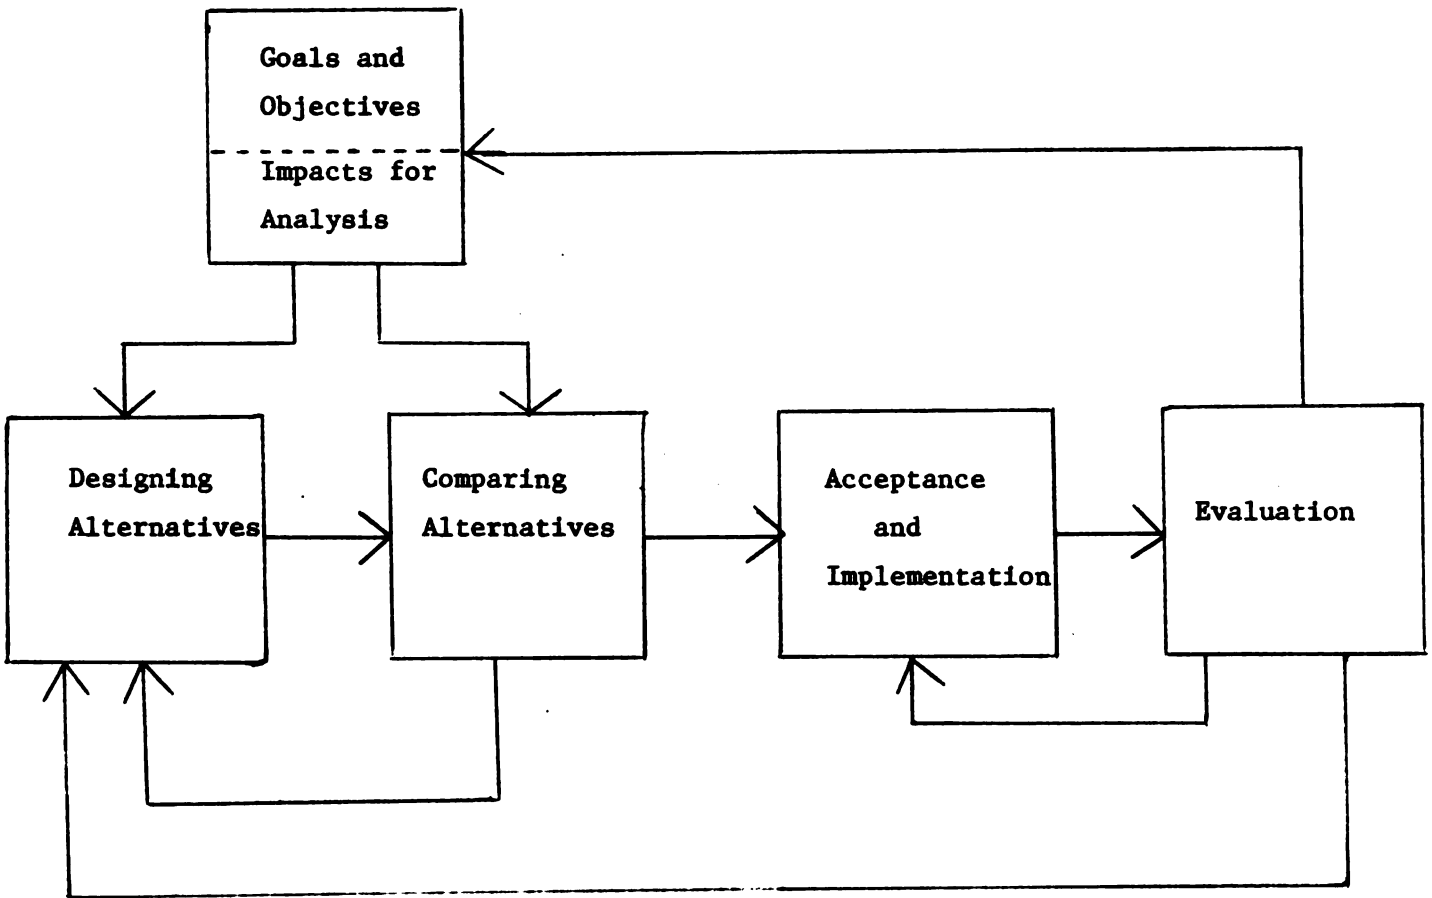 Goals and
Objectives
Impacts for
Analysis
Designing
Alternatives
Comparing
Alternatives
Acceptance
and
Implementation
Evaluation